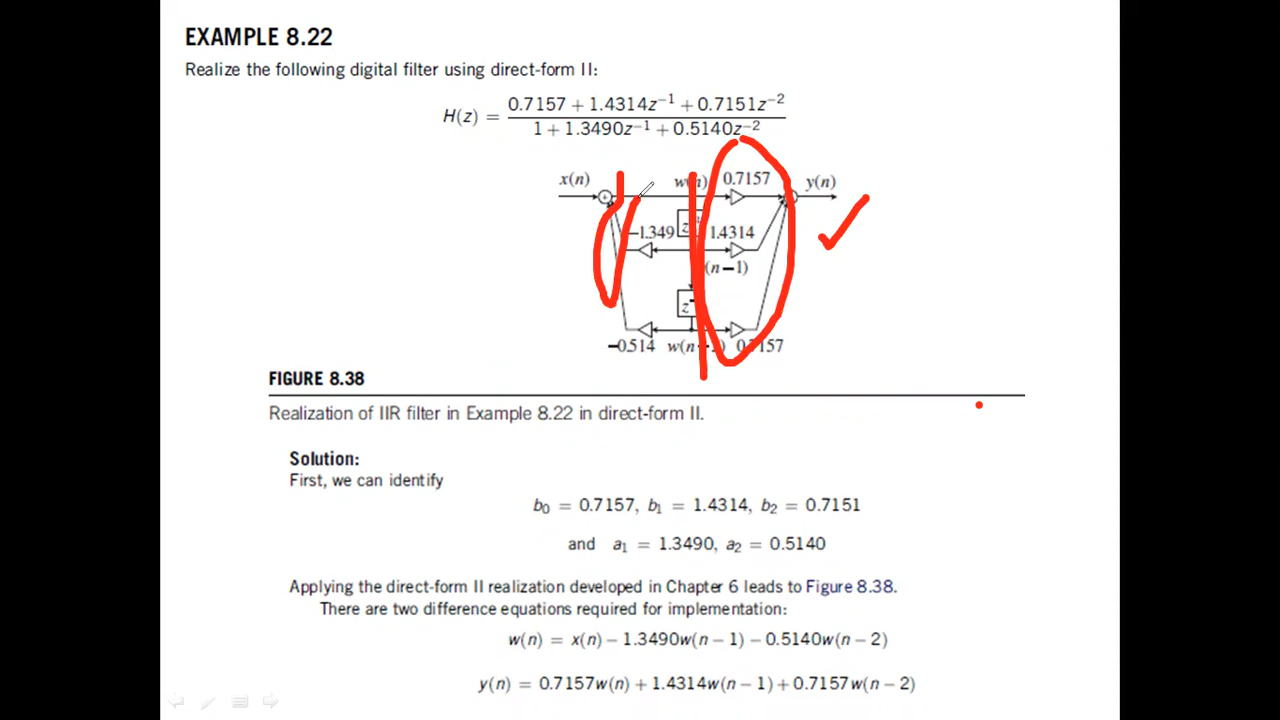 EXAMPLE 8.22
Realize the following digital filter using direct-form II:
H(z) = (0.7157 + 1.4314z⁻¹ + 0.7151z⁻²) / (1 + 1.3490z⁻¹ + 0.5140z⁻²)
x(n) 0.7157 y(n)
−1.349 1.4314
(n−1)
−0.514
FIGURE 8.38
Realization of IIR filter in Example 8.22 in direct-form II.
Solution:
First, we can identify
b₀ = 0.7157, b₁ = 1.4314, b₂ = 0.7151
and a₁ = 1.3490, a₂ = 0.5140
Applying the direct-form II realization developed in Chapter 6 leads to Figure 8.38.
There are two difference equations required for implementation:
w(n) = x(n) − 1.3490w(n − 1) − 0.5140w(n − 2)
y(n) = 0.7157w(n) + 1.4314w(n − 1) + 0.7157w(n − 2)